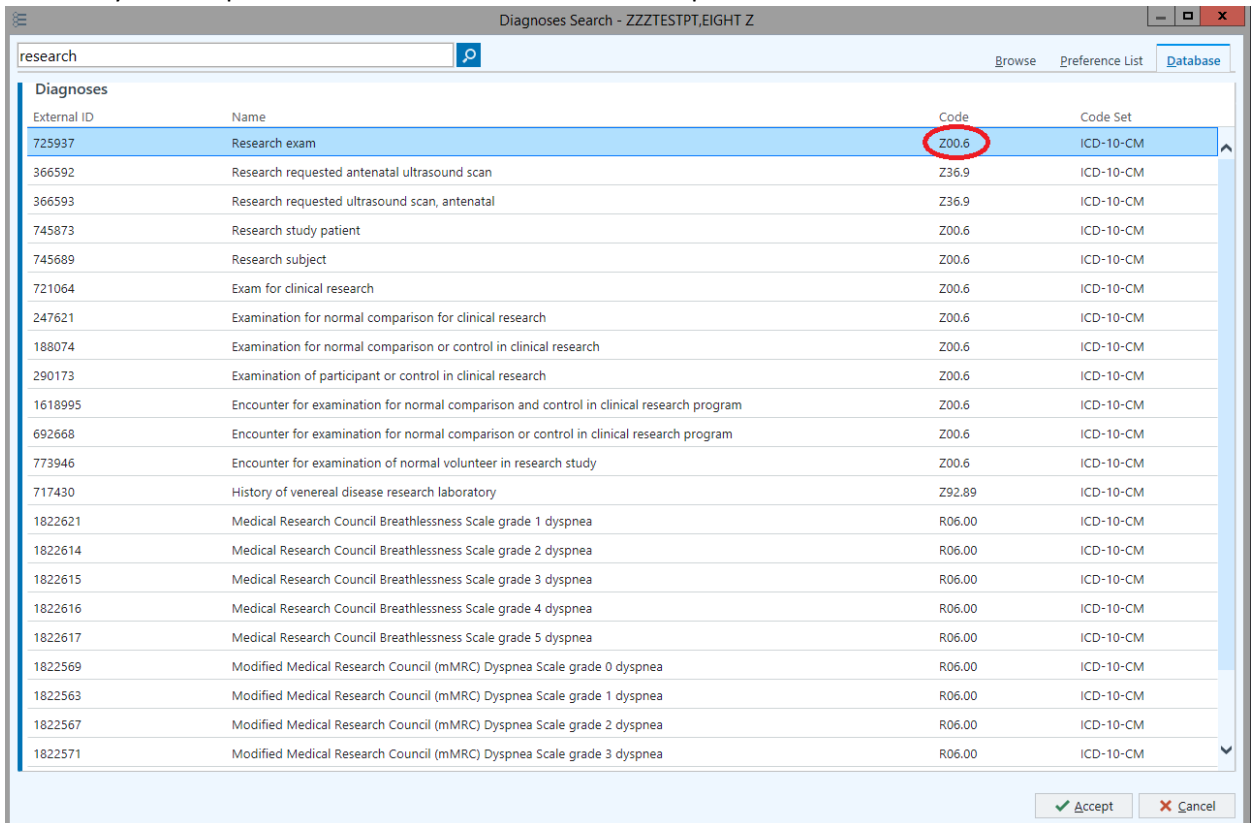 Diagnoses Search - ZZZTESTPT,EIGHT Z
research
Browse Preference List Database
Diagnoses
External ID Name Code Code Set
725937 Research exam Z00.6 ICD-10-CM
366592 Research requested antenatal ultrasound scan Z36.9 ICD-10-CM
366593 Research requested ultrasound scan, antenatal Z36.9 ICD-10-CM
745873 Research study patient Z00.6 ICD-10-CM
745689 Research subject Z00.6 ICD-10-CM
721064 Exam for clinical research Z00.6 ICD-10-CM
247621 Examination for normal comparison for clinical research Z00.6 ICD-10-CM
188074 Examination for normal comparison or control in clinical research Z00.6 ICD-10-CM
290173 Examination of participant or control in clinical research Z00.6 ICD-10-CM
1618995 Encounter for examination for normal comparison and control in clinical research program Z00.6 ICD-10-CM
692668 Encounter for examination for normal comparison or control in clinical research program Z00.6 ICD-10-CM
773946 Encounter for examination of normal volunteer in research study Z00.6 ICD-10-CM
717430 History of venereal disease research laboratory Z92.89 ICD-10-CM
1822621 Medical Research Council Breathlessness Scale grade 1 dyspnea R06.00 ICD-10-CM
1822614 Medical Research Council Breathlessness Scale grade 2 dyspnea R06.00 ICD-10-CM
1822615 Medical Research Council Breathlessness Scale grade 3 dyspnea R06.00 ICD-10-CM
1822616 Medical Research Council Breathlessness Scale grade 4 dyspnea R06.00 ICD-10-CM
1822617 Medical Research Council Breathlessness Scale grade 5 dyspnea R06.00 ICD-10-CM
1822569 Modified Medical Research Council (mMRC) Dyspnea Scale grade 0 dyspnea R06.00 ICD-10-CM
1822563 Modified Medical Research Council (mMRC) Dyspnea Scale grade 1 dyspnea R06.00 ICD-10-CM
1822567 Modified Medical Research Council (mMRC) Dyspnea Scale grade 2 dyspnea R06.00 ICD-10-CM
1822571 Modified Medical Research Council (mMRC) Dyspnea Scale grade 3 dyspnea R06.00 ICD-10-CM
Accept Cancel